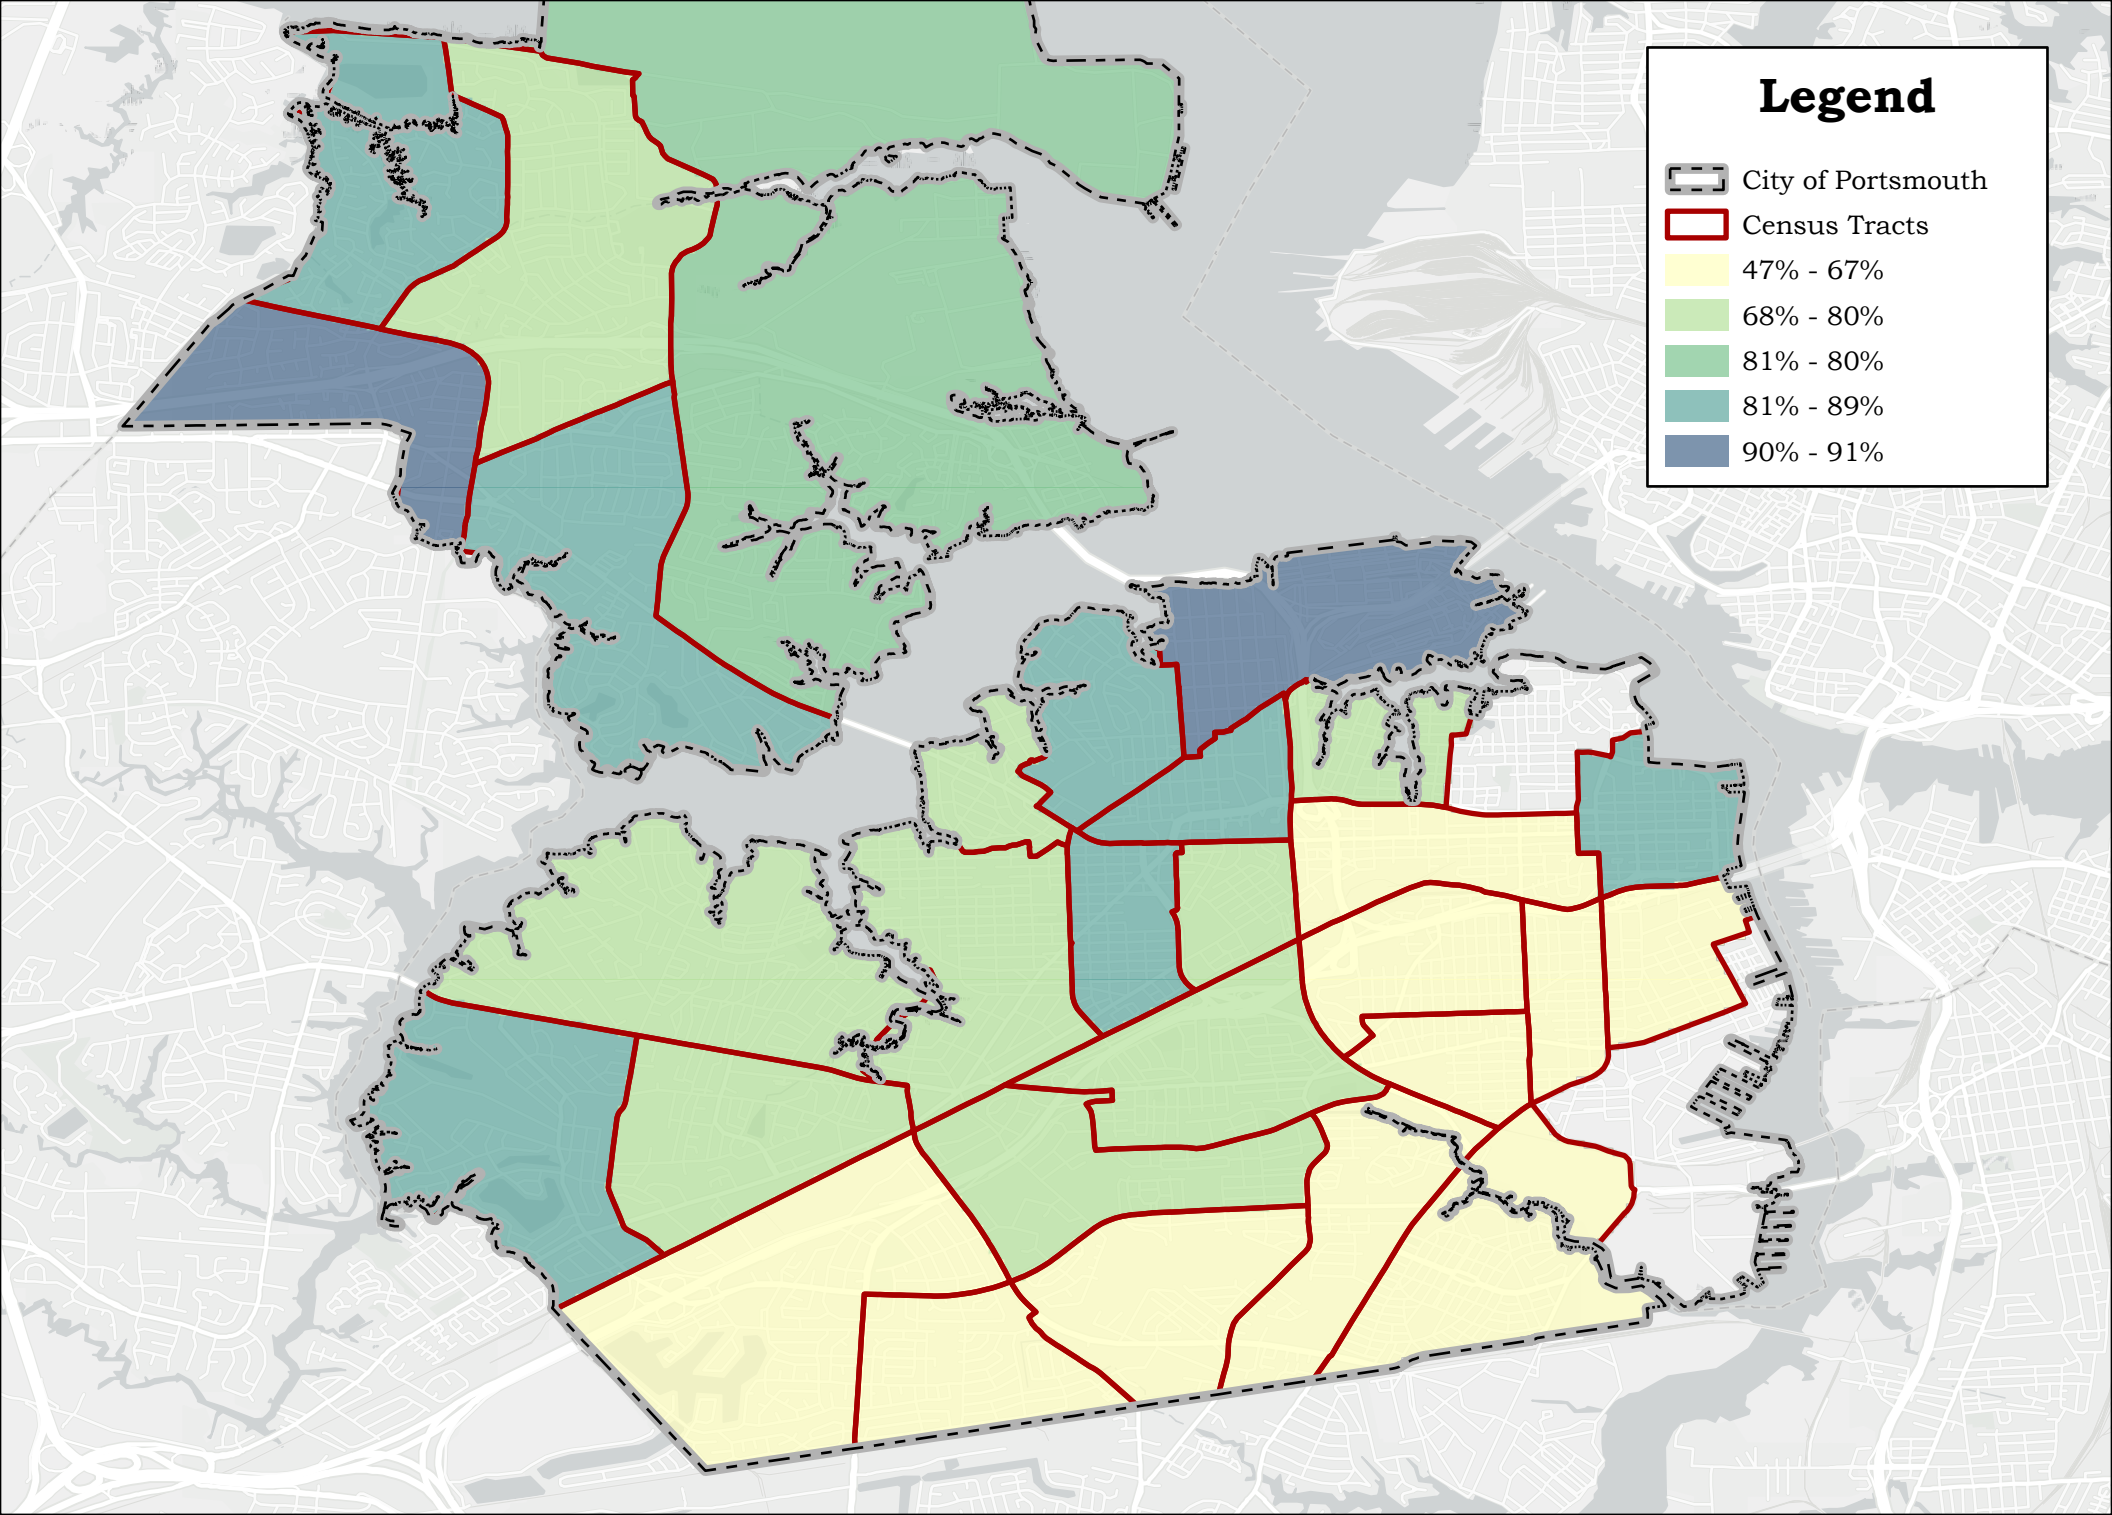 Legend
City of Portsmouth
Census Tracts
47% - 67%
68% - 80%
81% - 80%
81% - 89%
90% - 91%